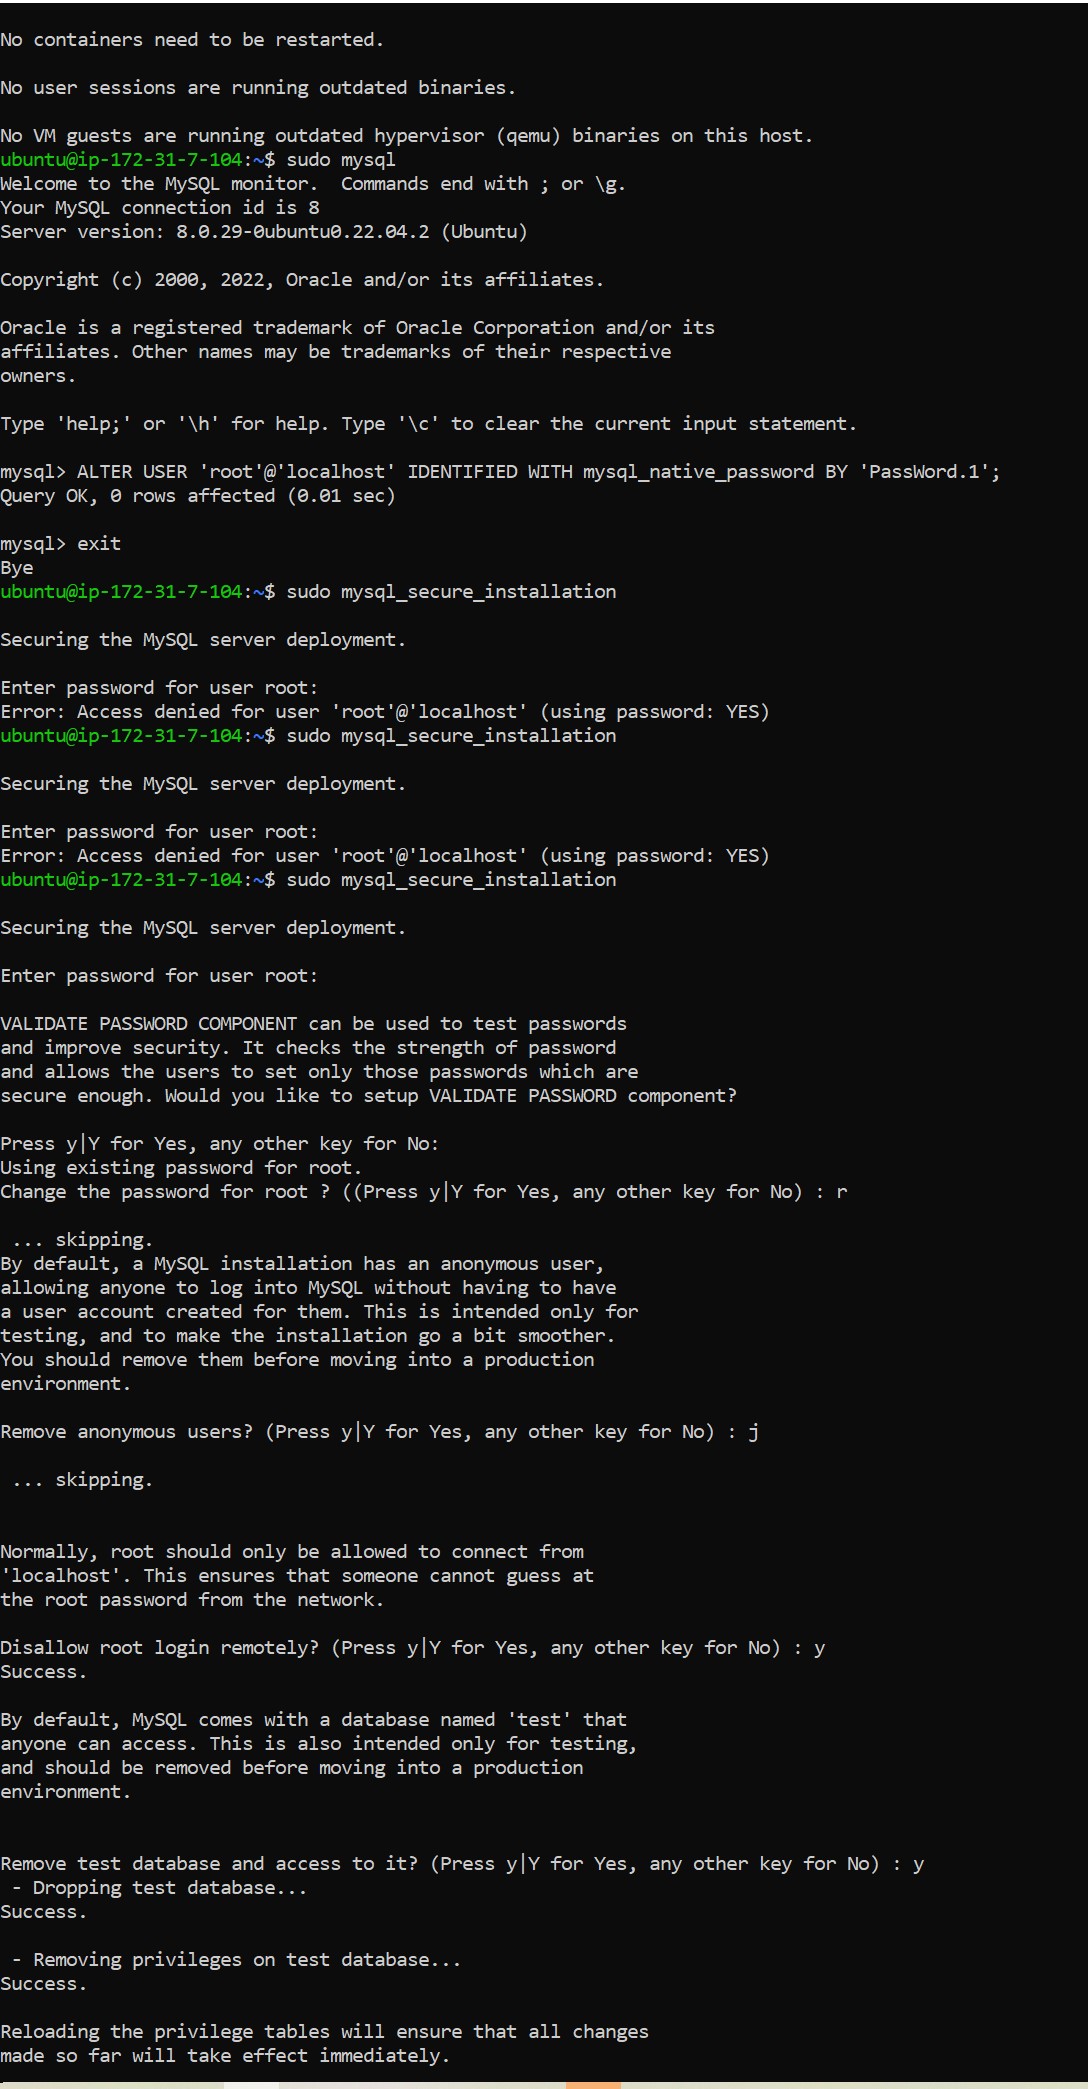 No containers need to be restarted.
No user sessions are running outdated binaries.
No VM guests are running outdated hypervisor (qemu) binaries on this host.
ubuntu@ip-172-31-7-104:~$ sudo mysql
Welcome to the MySQL monitor.  Commands end with ; or \g.
Your MySQL connection id is 8
Server version: 8.0.29-0ubuntu0.22.04.2 (Ubuntu)
Copyright (c) 2000, 2022, Oracle and/or its affiliates.
Oracle is a registered trademark of Oracle Corporation and/or its
affiliates. Other names may be trademarks of their respective
owners.
Type 'help;' or '\h' for help. Type '\c' to clear the current input statement.
mysql> ALTER USER 'root'@'localhost' IDENTIFIED WITH mysql_native_password BY 'PassWord.1';
Query OK, 0 rows affected (0.01 sec)
mysql> exit
Bye
ubuntu@ip-172-31-7-104:~$ sudo mysql_secure_installation
Securing the MySQL server deployment.
Enter password for user root:
Error: Access denied for user 'root'@'localhost' (using password: YES)
ubuntu@ip-172-31-7-104:~$ sudo mysql_secure_installation
Securing the MySQL server deployment.
Enter password for user root:
Error: Access denied for user 'root'@'localhost' (using password: YES)
ubuntu@ip-172-31-7-104:~$ sudo mysql_secure_installation
Securing the MySQL server deployment.
Enter password for user root:
VALIDATE PASSWORD COMPONENT can be used to test passwords
and improve security. It checks the strength of password
and allows the users to set only those passwords which are
secure enough. Would you like to setup VALIDATE PASSWORD component?
Press y|Y for Yes, any other key for No:
Using existing password for root.
Change the password for root ? ((Press y|Y for Yes, any other key for No) : r
 ... skipping.
By default, a MySQL installation has an anonymous user,
allowing anyone to log into MySQL without having to have
a user account created for them. This is intended only for
testing, and to make the installation go a bit smoother.
You should remove them before moving into a production
environment.
Remove anonymous users? (Press y|Y for Yes, any other key for No) : j
 ... skipping.
Normally, root should only be allowed to connect from
'localhost'. This ensures that someone cannot guess at
the root password from the network.
Disallow root login remotely? (Press y|Y for Yes, any other key for No) : y
Success.
By default, MySQL comes with a database named 'test' that
anyone can access. This is also intended only for testing,
and should be removed before moving into a production
environment.
Remove test database and access to it? (Press y|Y for Yes, any other key for No) : y
 - Dropping test database...
Success.
 - Removing privileges on test database...
Success.
Reloading the privilege tables will ensure that all changes
made so far will take effect immediately.